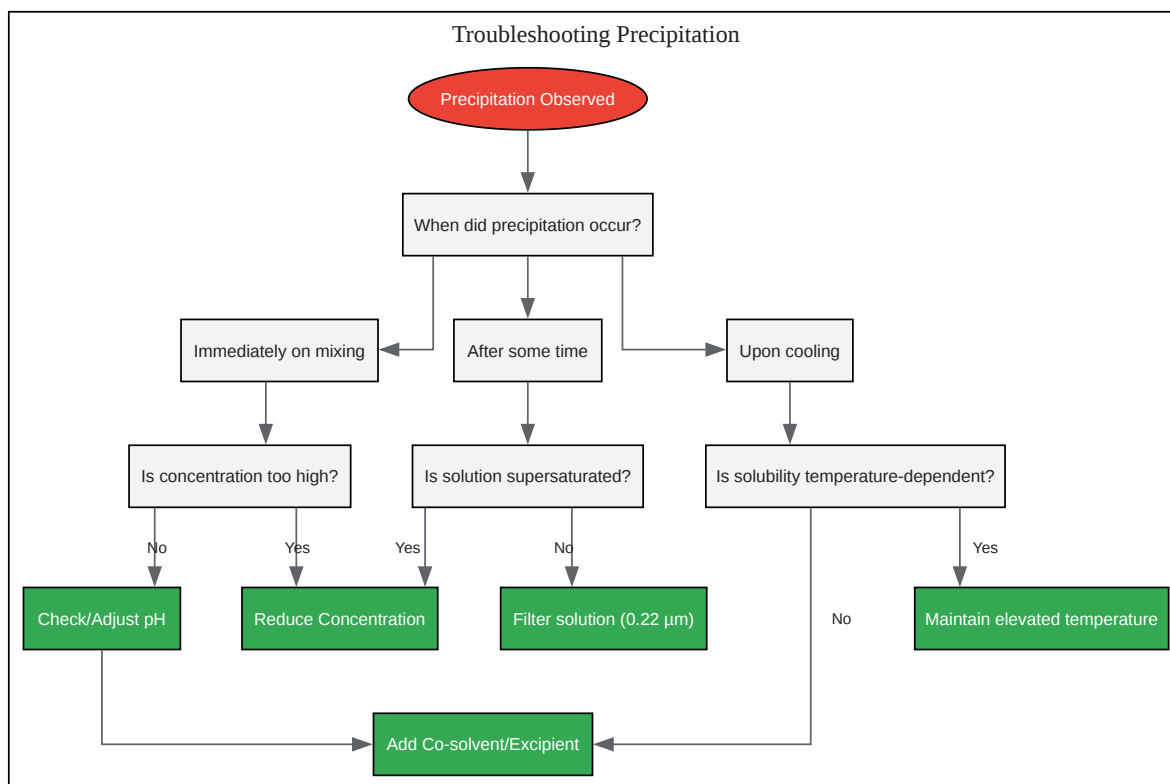 Troubleshooting Precipitation
Precipitation Observed
When did precipitation occur?
Immediately on mixing
After some time
Upon cooling
Is concentration too high?
Is solution supersaturated?
Is solubility temperature-dependent?
No
Yes
Yes
No
Yes
Check/Adjust pH
Reduce Concentration
Filter solution (0.22 µm)
No
Maintain elevated temperature
Add Co-solvent/Excipient